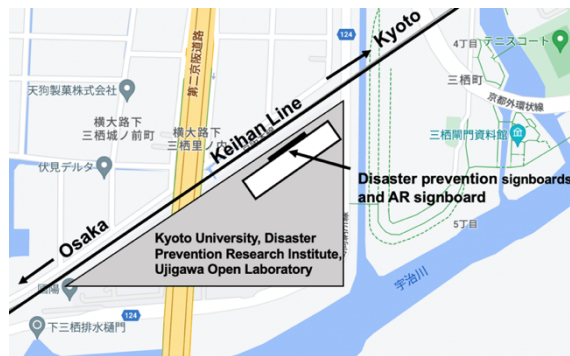 124
Kyoto
4丁目
テニスコート
第二京阪道路
三栖町
京都外環状線
天狗製菓株式会社
横大路下
三栖城ノ前町
横大路下
三栖里ノ内
Keihan Line
三栖閘門資料館
伏見デルタ
Disaster prevention signboards
and AR signboard
Osaka
Kyoto University, Disaster
Prevention Research Institute,
Ujigawa Open Laboratory
5丁目
宇治川
124
下三栖排水樋門